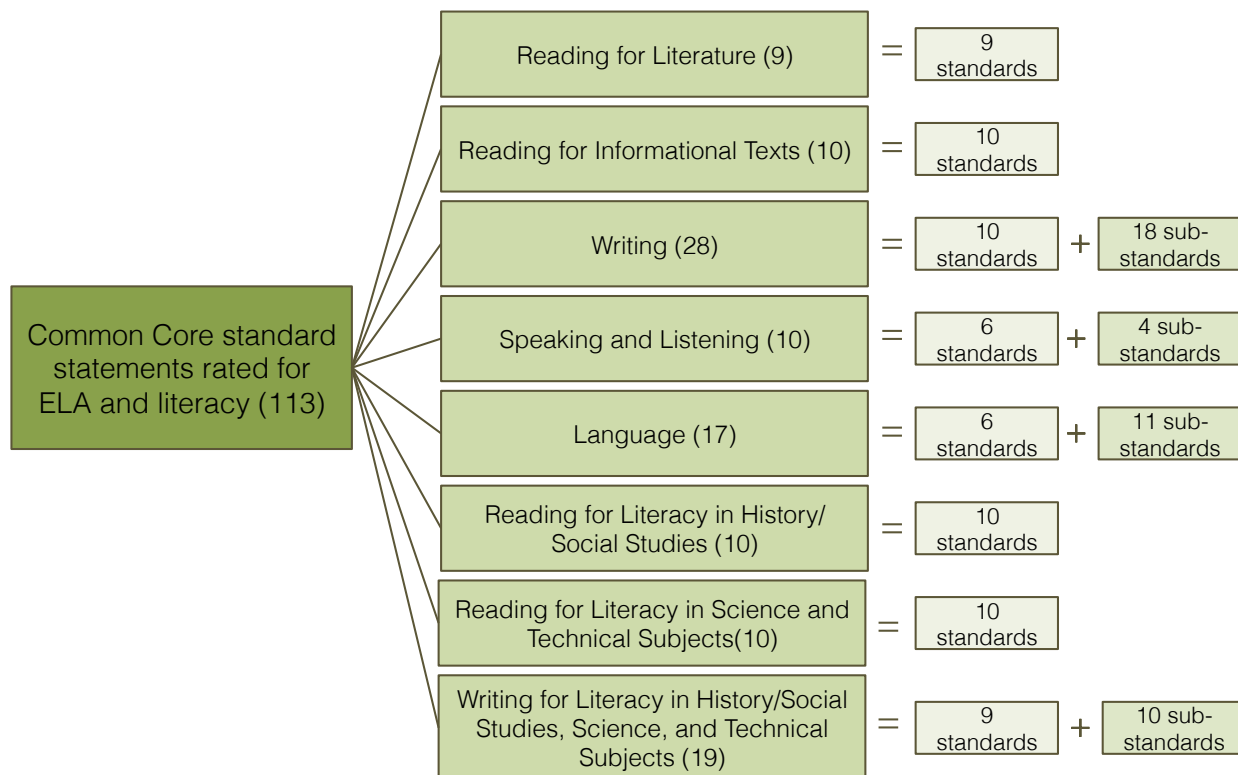 Reading for Literature (9)
=
9
standards
Reading for Informational Texts (10)
=
10
standards
Writing (28)
=
10
standards
+
18 sub-
standards
Common Core standard
statements rated for
ELA and literacy (113)
Speaking and Listening (10)
=
6
standards
+
4 sub-
standards
Language (17)
=
6
standards
+
11 sub-
standards
Reading for Literacy in History/
Social Studies (10)
=
10
standards
Reading for Literacy in Science and
Technical Subjects(10)
=
10
standards
Writing for Literacy in History/Social
Studies, Science, and Technical
Subjects (19)
=
9
standards
+
10 sub-
standards